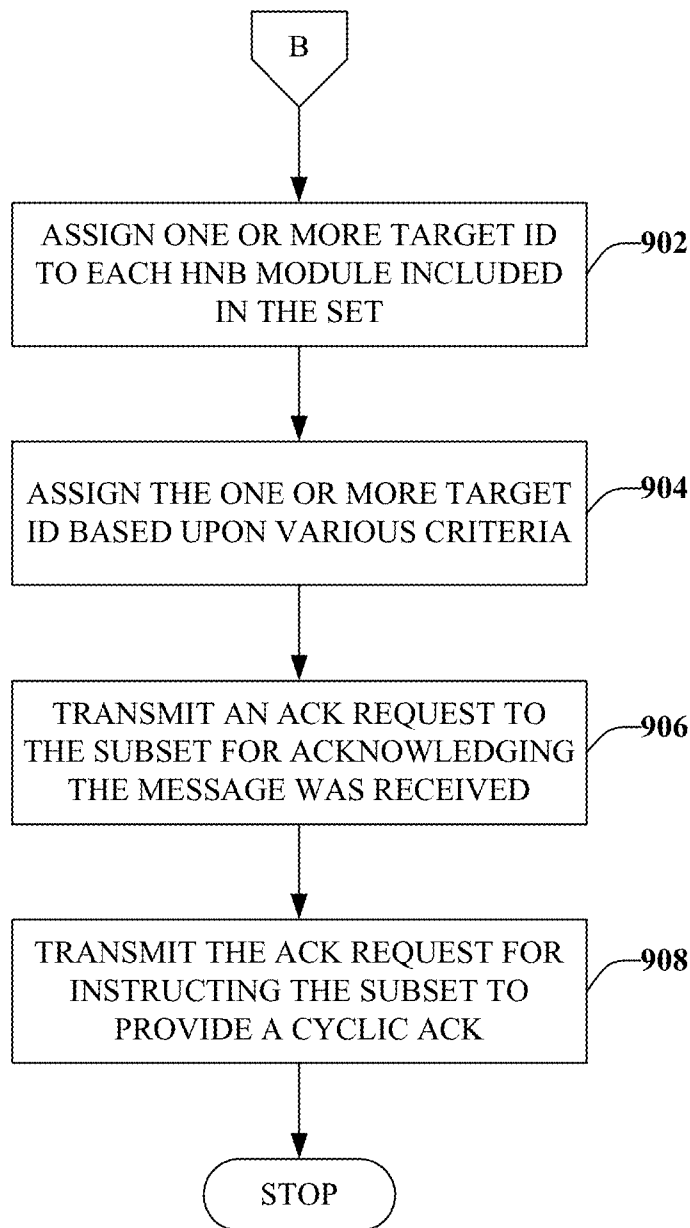 B
ASSIGN ONE OR MORE TARGET ID
TO EACH HNB MODULE INCLUDED
IN THE SET
902
ASSIGN THE ONE OR MORE TARGET
ID BASED UPON VARIOUS CRITERIA
904
TRANSMIT AN ACK REQUEST TO
THE SUBSET FOR ACKNOWLEDGING
THE MESSAGE WAS RECEIVED
906
TRANSMIT THE ACK REQUEST FOR
INSTRUCTING THE SUBSET TO
PROVIDE A CYCLIC ACK
908
STOP